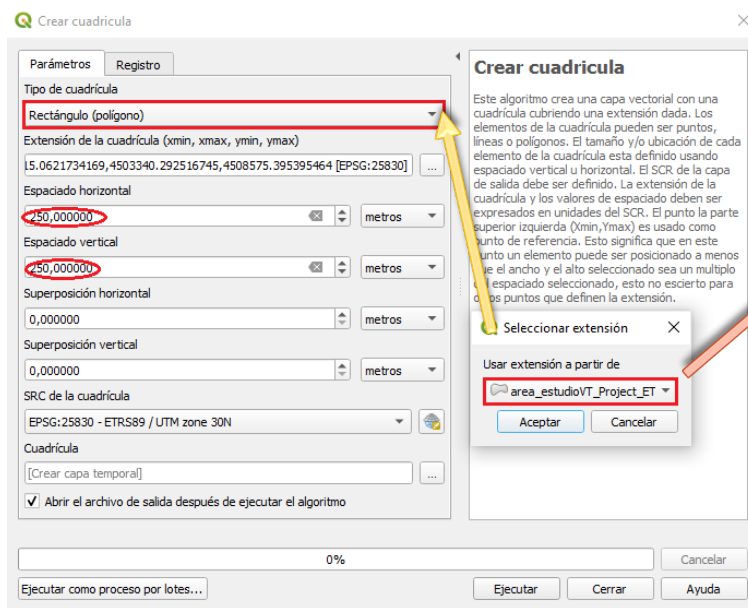 Crear cuadricula
Parámetros
Registro
Tipo de cuadrícula
Rectángulo (polígono)
Extensión de la cuadrícula (xmin, xmax, ymin, ymax)
15.0621734169,4503340.292516745,4508575.395395464 [EPSG:25830]
...
Espaciado horizontal
250,000000
metros
Espaciado vertical
250,000000
metros
Superposición horizontal
0,000000
metros
Superposición vertical
0,000000
metros
SRC de la cuadrícula
EPSG:25830 - ETRS89 / UTM zone 30N
Cuadrícula
[Crear capa temporal]
...
Abrir el archivo de salida después de ejecutar el algoritmo
Crear cuadricula
Este algoritmo crea una capa vectorial con una
cuadrícula cubriendo una extensión dada. Los
elementos de la cuadrícula pueden ser puntos,
líneas o polígonos. El tamaño y/o ubicación de cada
elemento de la cuadrícula esta definido usando
espaciado vertical u horizontal. El SCR de la capa
de salida debe ser definido. La extensión de la
cuadrícula y los valores de espaciado deben ser
expresados en unidades del SCR. El punto la parte
superior izquierda (Xmin,Ymax) es usado como
punto de referencia. Esto significa que en este
punto un elemento puede ser posicionado a menos
que el ancho y el alto seleccionado sea un multiplo
espaciado seleccionado, esto no escierto para
puntos que definen la extensión.
Seleccionar extensión
Usar extensión a partir de
area_estudioVT_Project_ET
Aceptar
Cancelar
0%
Cancelar
Ejecutar como proceso por lotes...
Ejecutar
Cerrar
Ayuda